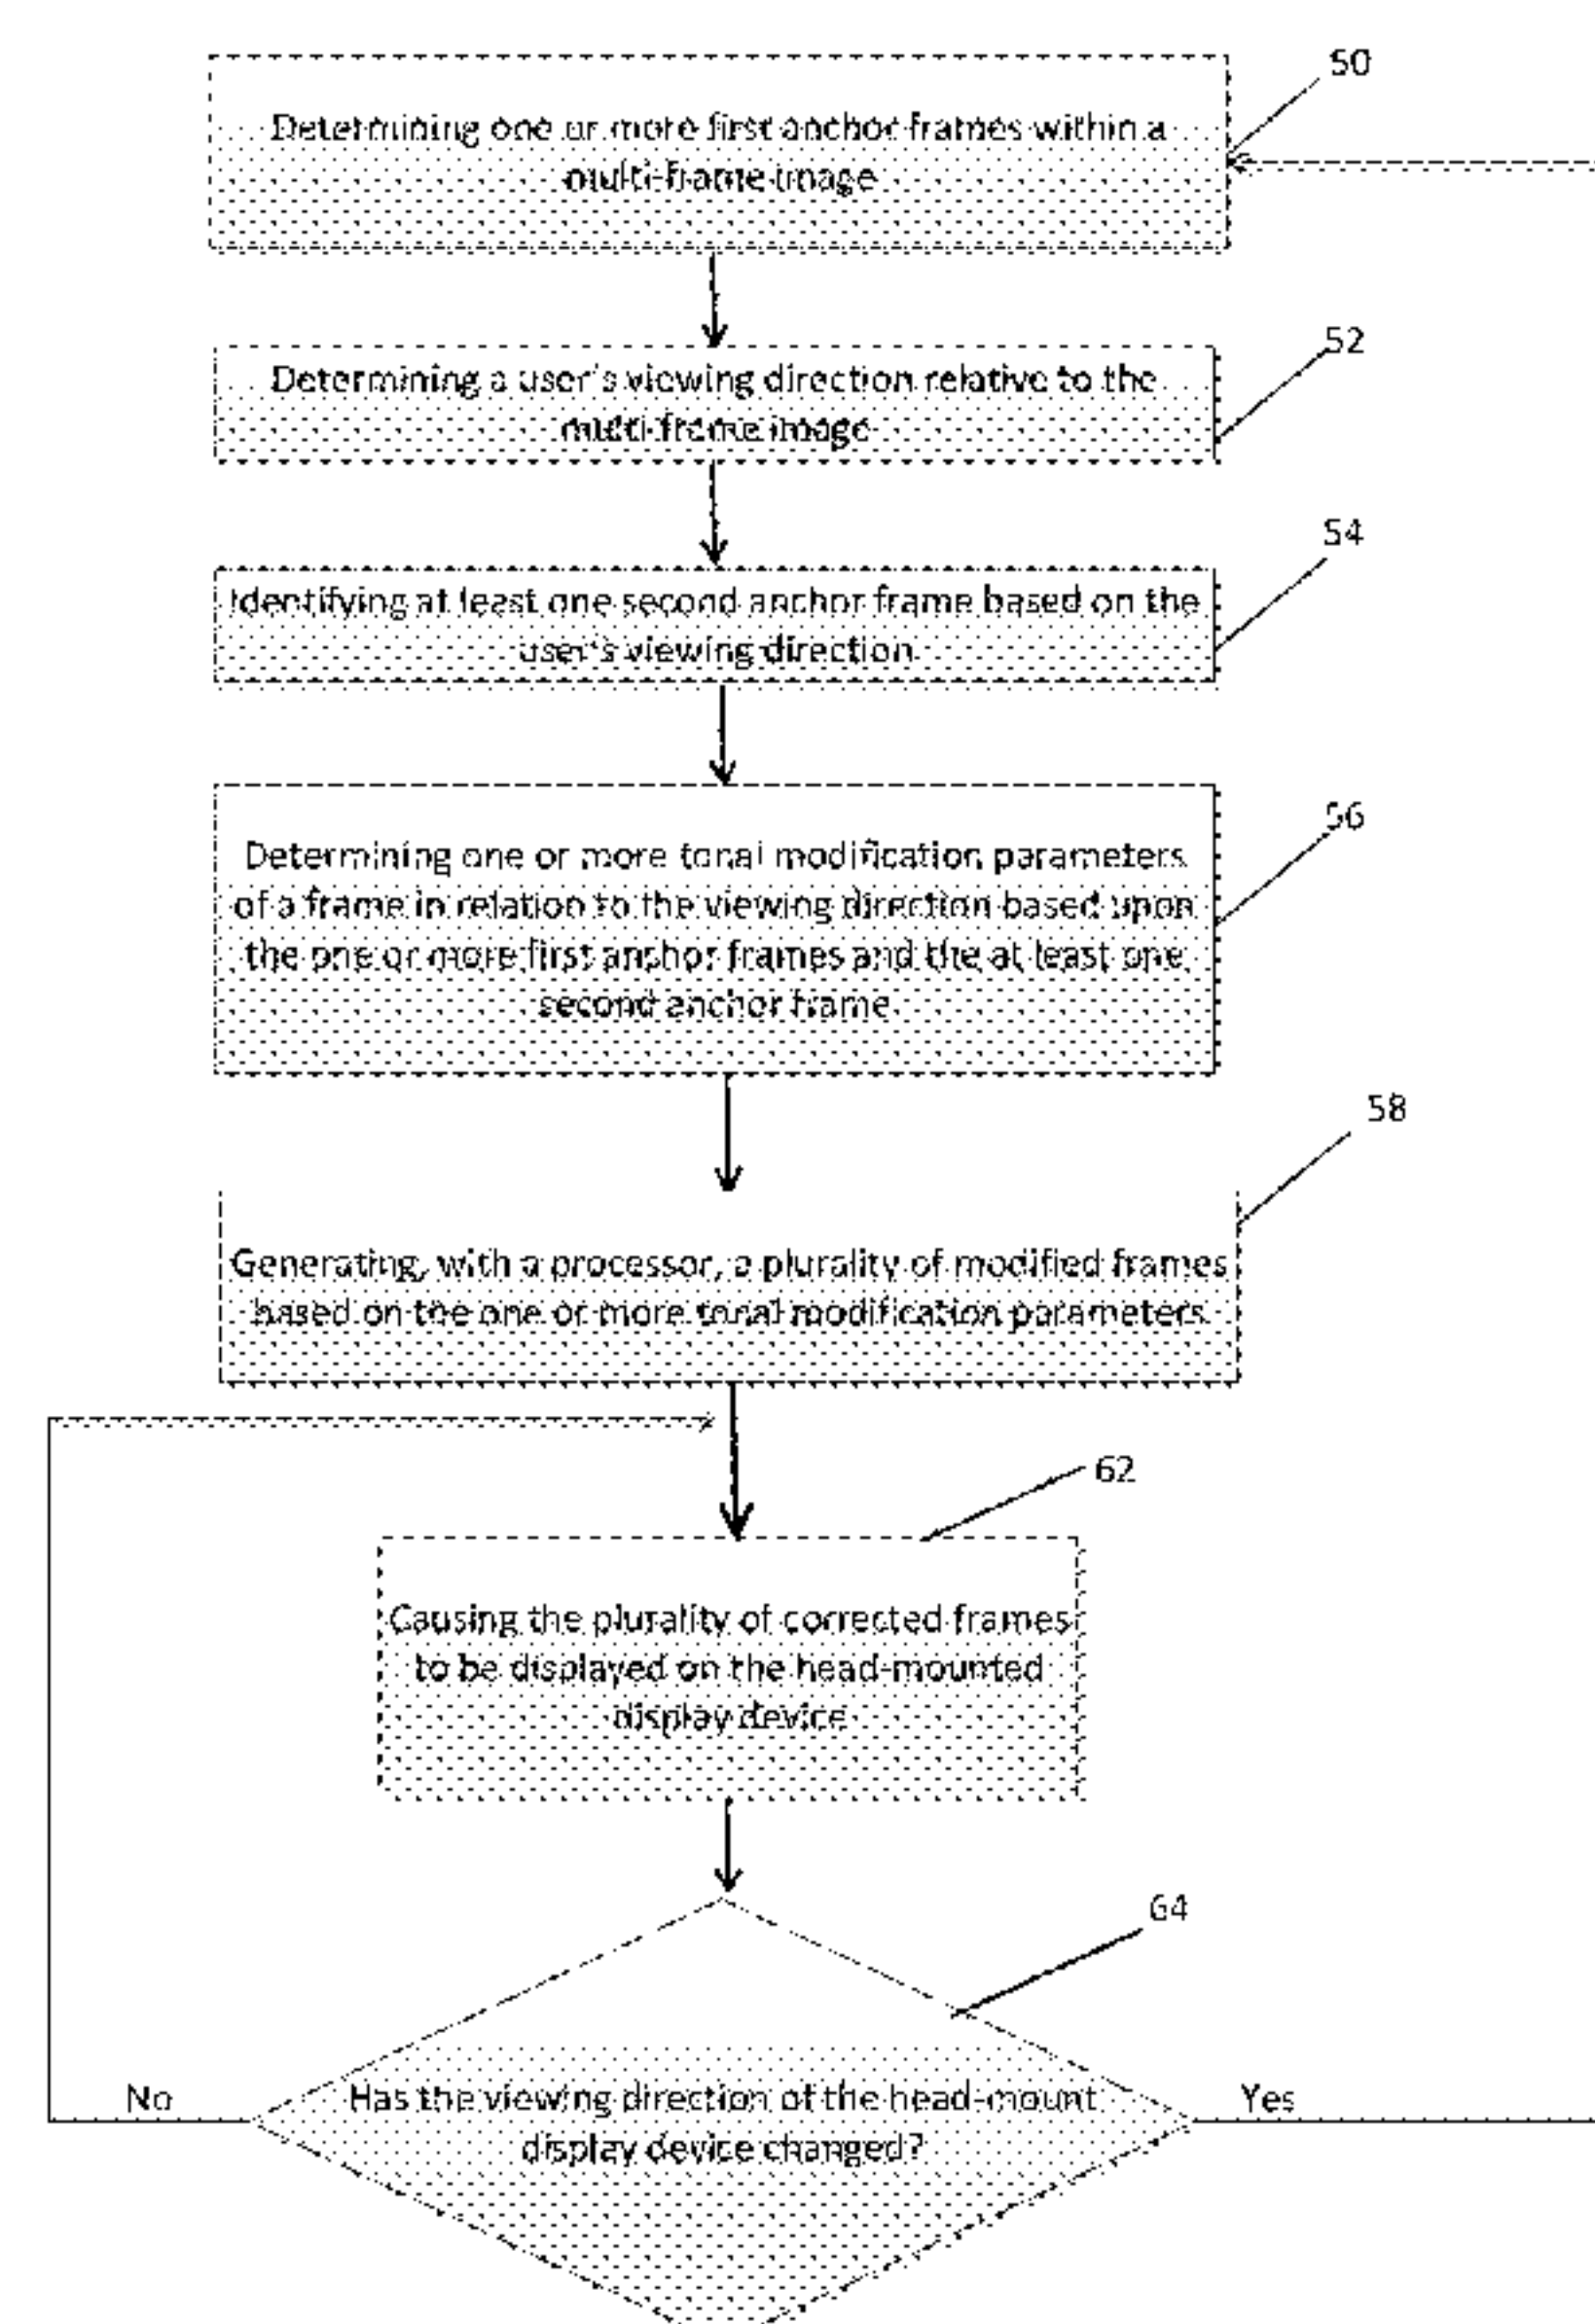 50
Determining one or more first anchor frames within a
multi-frame image
52
Determining a user's viewing direction relative to the
multi-frame image
54
Identifying at least one second anchor frame based on the
user's viewing direction
56
Determining one or more tonal modification parameters
of a frame in relation to the viewing direction based upon
the one or more first anchor frames and the at least one
second anchor frame
58
Generating, with a processor, a plurality of modified frames
based on the one or more tonal modification parameters
62
Causing the plurality of corrected frames
to be displayed on the head-mounted
display device
64
No
Has the viewing direction of the head-mount
display device changed?
Yes